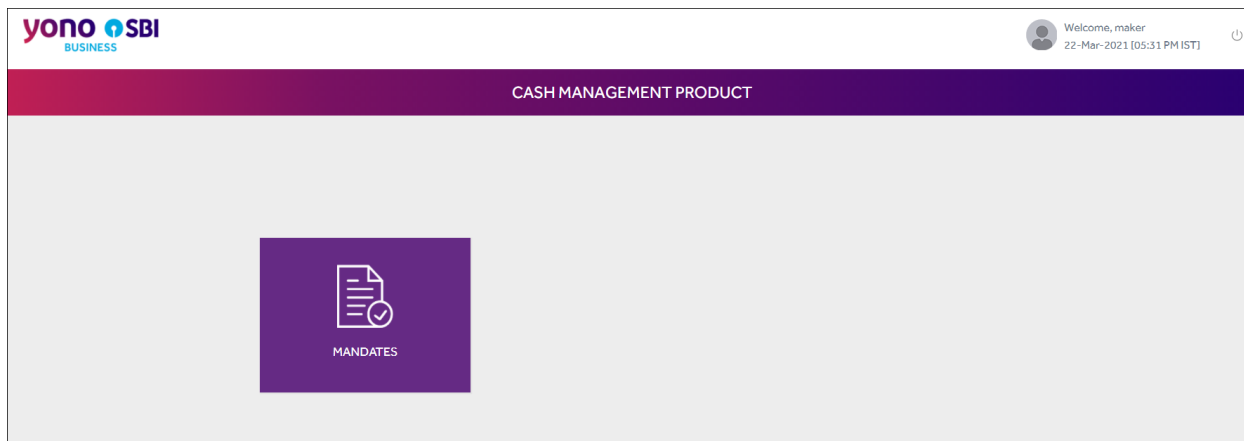 yono SBI
BUSINESS
Welcome, maker
22-Mar-2021 [05:31 PM IST]
CASH MANAGEMENT PRODUCT
MANDATES